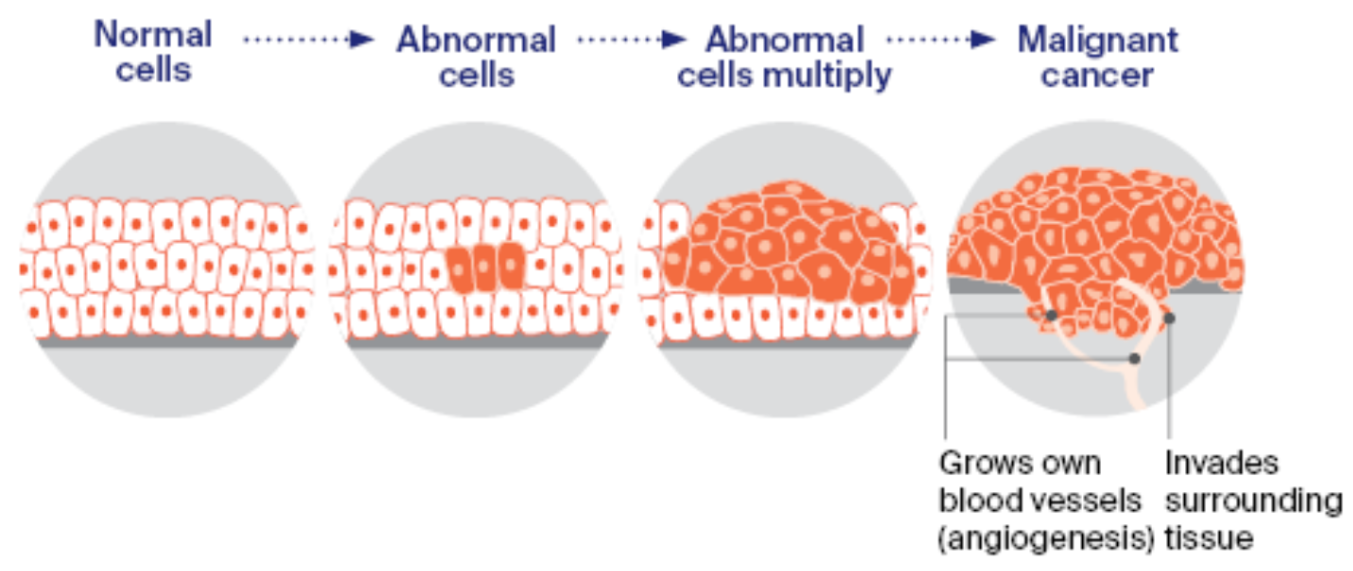 Normal
cells
Abnormal
cells
Abnormal
cells multiply
Malignant
cancer
Grows own
blood vessels
(angiogenesis)
Invades
surrounding
tissue